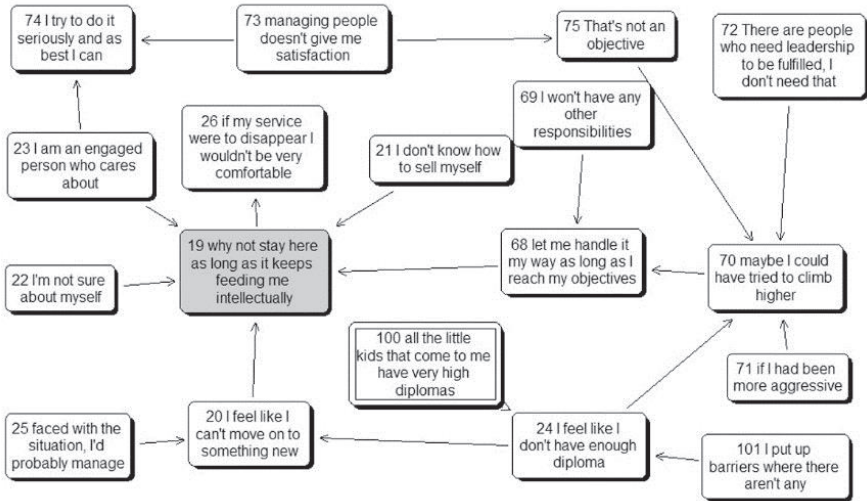 74 I try to do it
seriously and as
best I can
73 managing people
doesn't give me
satisfaction
75 That's not an
objective
72 There are people
who need leadership
to be fulfilled, I
don't need that
69 I won't have any
other
responsibilities
26 if my service
were to disappear I
wouldn't be very
comfortable
23 I am an engaged
person who cares
about
21 I don't know how
to sell myself
19 why not stay here
as long as it keeps
feeding me
intellectually
68 let me handle it
my way as long as I
reach my objectives
70 maybe I could
have tried to climb
higher
22 I'm not sure
about myself
100 all the little
kids that come to me
have very high
diplomas
71 if I had been
more aggressive
25 faced with the
situation, I'd
probably manage
20 I feel like I
can't move on to
something new
24 I feel like I
don't have enough
diploma
101 I put up
barriers where there
aren't any